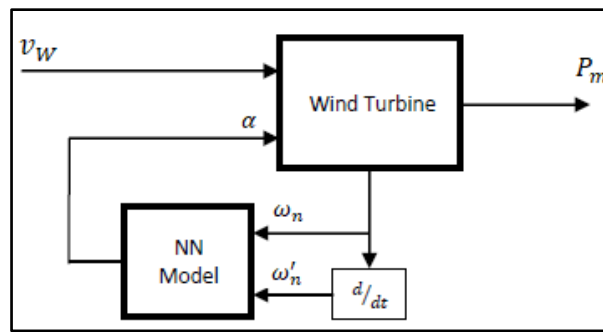 v_W
P_m
Wind Turbine
α
ω_n
NN
Model
ω′_n
d/dt